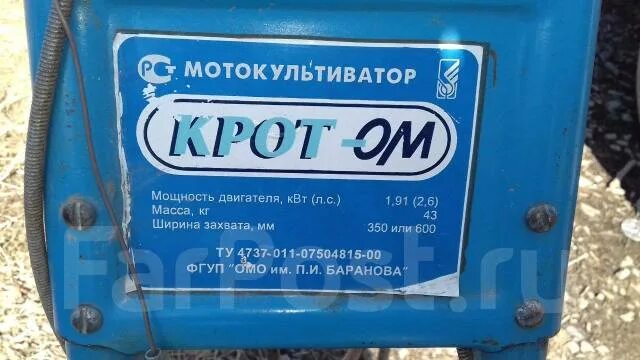 РСТ МОТОКУЛЬТИВАТОР
КРОТ-ОМ
Мощность двигателя, кВт (л.с.) 1,91 (2,6)
Масса, кг 43
Ширина захвата, мм 350 или 600
ТУ 4737-011-07504815-00
ФГУП "ОМО им. П.И. БАРАНОВА"
FarPost.ru